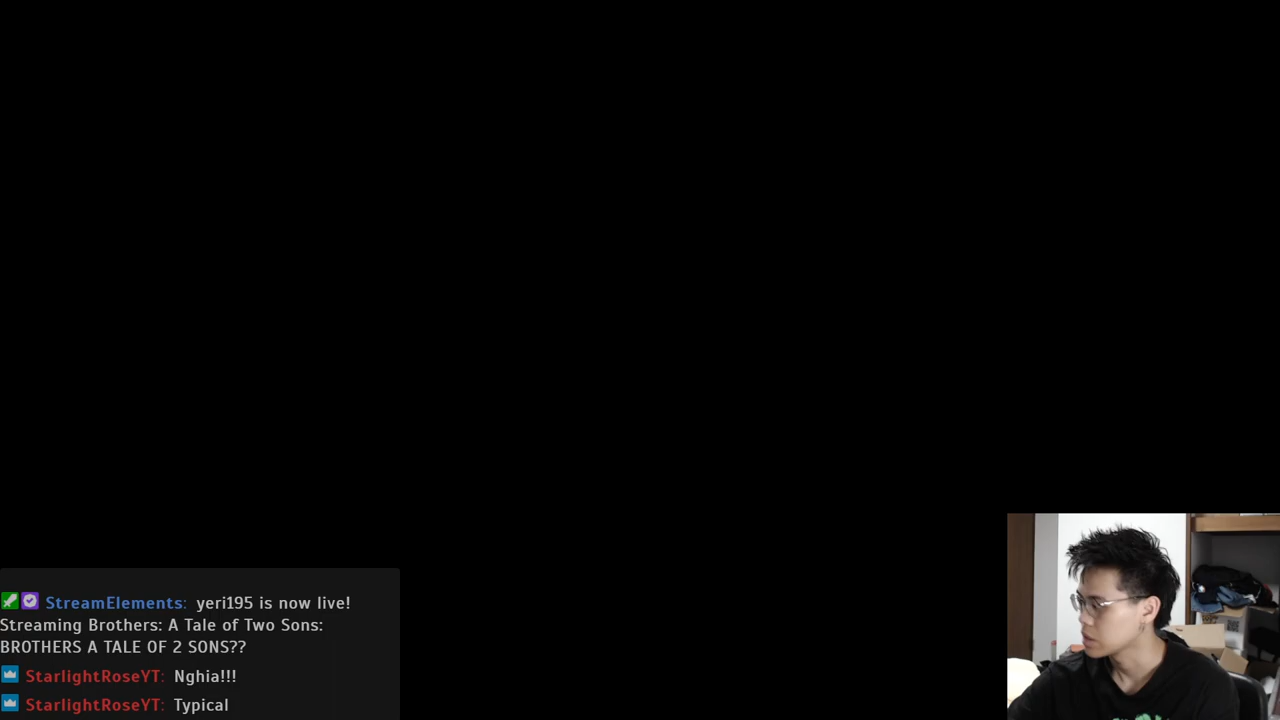 StreamElements: yeri195 is now live!
Streaming Brothers: A Tale of Two Sons:
BROTHERS A TALE OF 2 SONS??
StarlightRoseYT: Nghia!!!
StarlightRoseYT: Typical